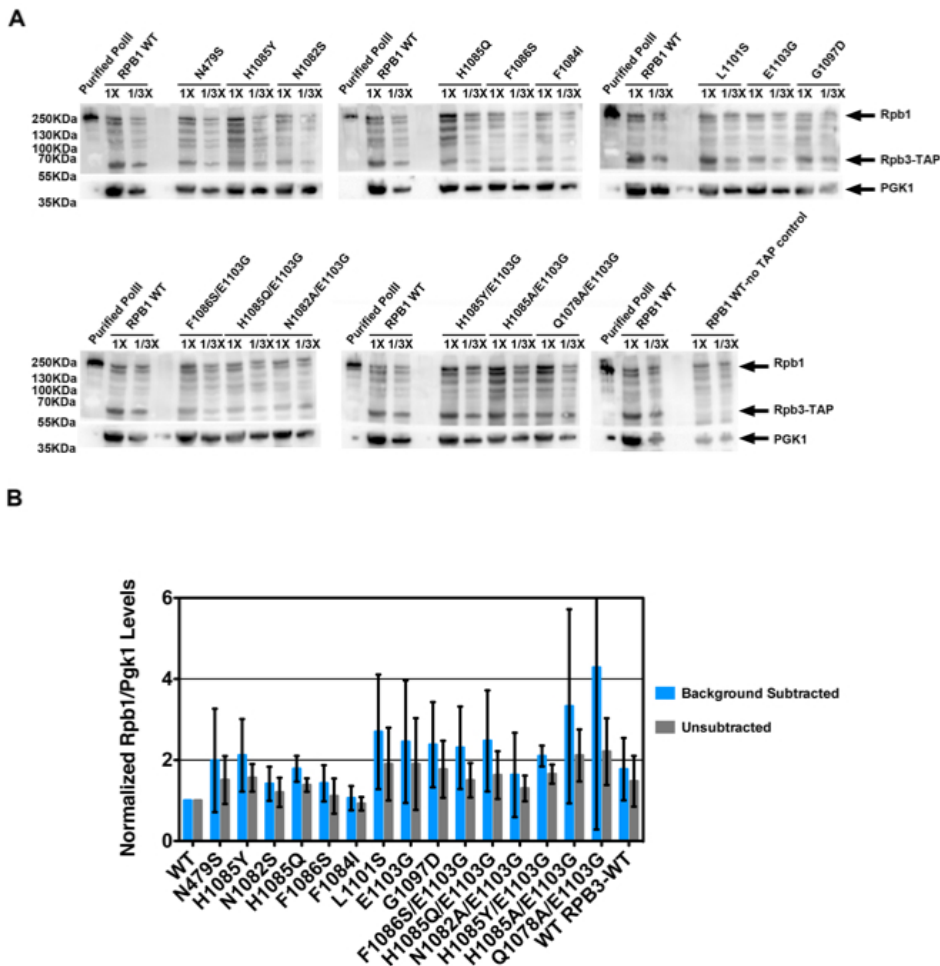 A
Purified PolII
RPB1 WT
N479S
H1085Y
N1082S
Purified PolII
RPB1 WT
H1085Q
F1086S
F1084I
Purified PolII
RPB1 WT
L1101S
E1103G
G1097D
1X 1/3X 1X 1/3X 1X 1/3X 1X 1/3X
1X 1/3X 1X 1/3X 1X 1/3X 1X 1/3X
1X 1/3X 1X 1/3X 1X 1/3X 1X 1/3X
250KDa
130KDa
100KDa
70KDa
55KDa
35KDa
Rpb1
Rpb3-TAP
PGK1
Purified PolII
RPB1 WT
F1086S/E1103G
H1085Q/E1103G
N1082A/E1103G
Purified PolII
RPB1 WT
H1085Y/E1103G
H1085A/E1103G
Q1078A/E1103G
Purified PolII
RPB1 WT
RPB1 WT-no TAP control
1X 1/3X 1X 1/3X 1X 1/3X 1X 1/3X
1X 1/3X 1X 1/3X 1X 1/3X 1X 1/3X
1X 1/3X 1X 1/3X
250KDa
130KDa
100KDa
70KDa
55KDa
35KDa
Rpb1
Rpb3-TAP
PGK1
B
Normalized Rpb1/Pgk1 Levels
6
4
2
0
Background Subtracted
Unsubtracted
WT
N479S
H1085Y
N1082S
H1085Q
F1086S
F1084I
L1101S
E1103G
G1097D
F1086S/E1103G
H1085Q/E1103G
N1082A/E1103G
H1085Y/E1103G
H1085A/E1103G
Q1078A/E1103G
WT RPB3-WT